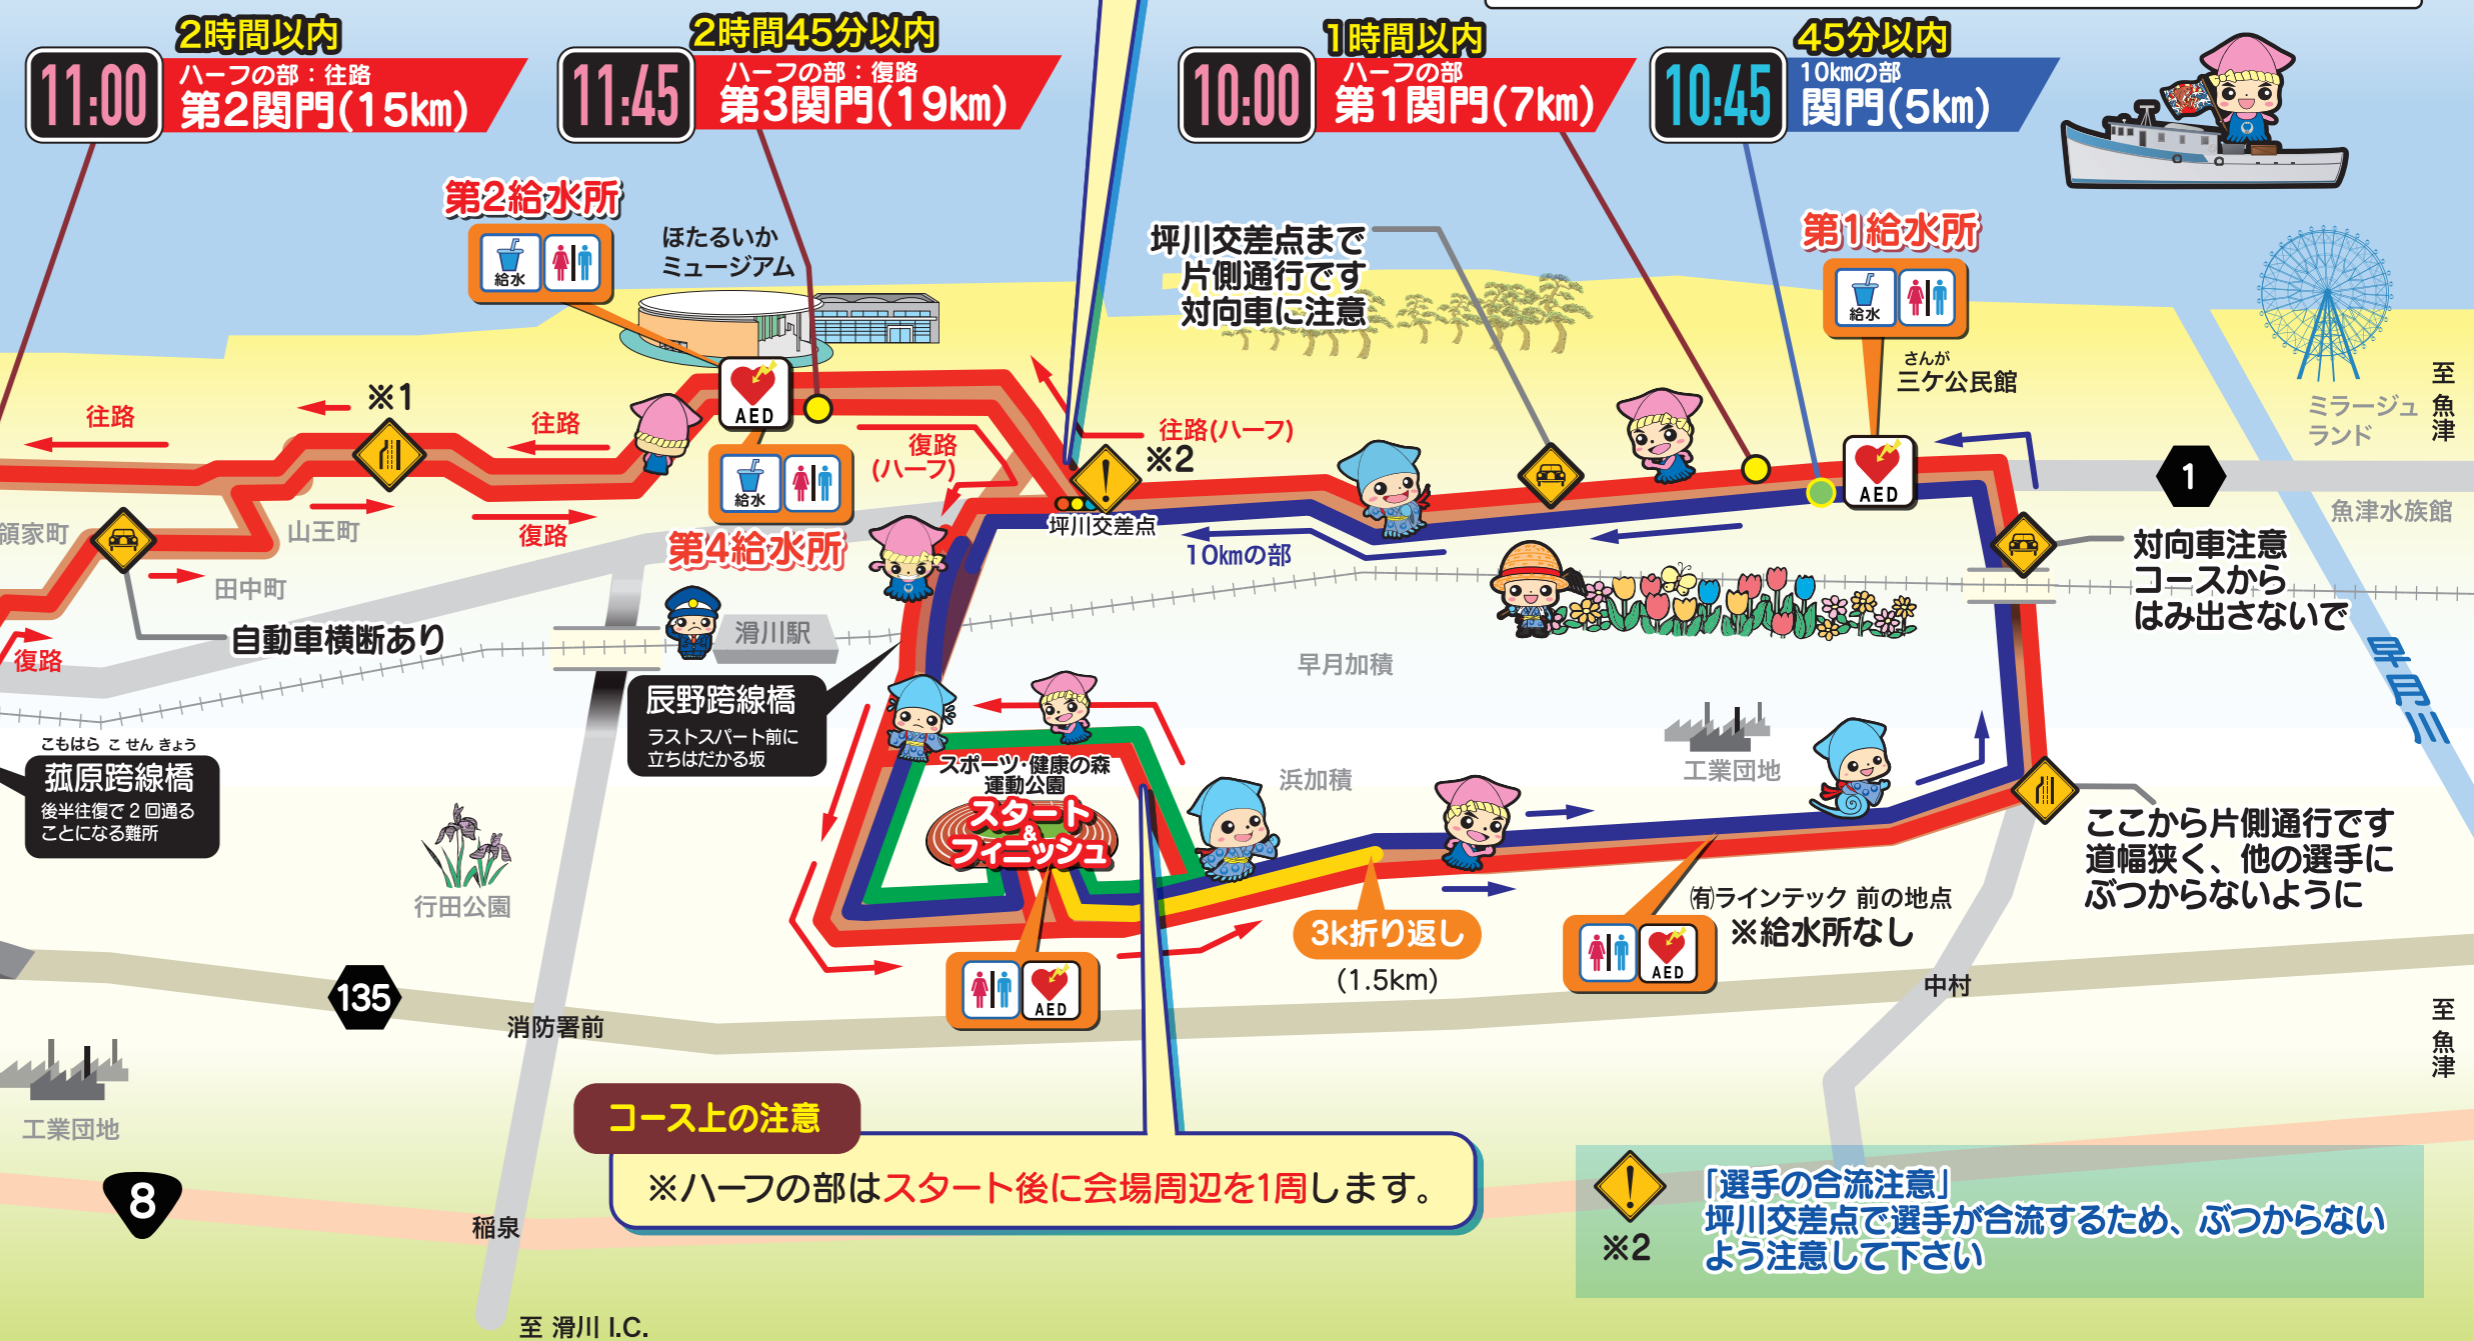 2時間以内
11:00
ハーフの部：往路
第2関門(15km)
2時間45分以内
11:45
ハーフの部：復路
第3関門(19km)
1時間以内
10:00
ハーフの部
第1関門(7km)
45分以内
10:45
10kmの部
関門(5km)
第2給水所
給水
ほたるいか
ミュージアム
坪川交差点まで
片側通行です
対向車に注意
第1給水所
給水
さんが
三ケ公民館
至 魚津
ミラージュ
ランド
※1
往路
往路
AED
往路(ハーフ)
※2
復路
(ハーフ)
給水
第4給水所
坪川交差点
10kmの部
AED
1
魚津水族館
対向車注意
コースから
はみ出さないで
領家町
山王町
復路
田中町
自動車横断あり
復路
滑川駅
早月加積
早月川
辰野跨線橋
ラストスパート前に
立ちはだかる坂
こもはら こ せん きょう
菰原跨線橋
後半往復で2回通る
ことになる難所
スポーツ・健康の森
運動公園
スタート
&
フィニッシュ
浜加積
工業団地
行田公園
ここから片側通行です
道幅狭く、他の選手に
ぶつからないように
3k折り返し
(1.5km)
㈲ラインテック 前の地点
※給水所なし
AED
AED
中村
135
消防署前
至 魚津
工業団地
コース上の注意
※ハーフの部はスタート後に会場周辺を1周します。
8
稲泉
「選手の合流注意」
坪川交差点で選手が合流するため、ぶつからない
よう注意して下さい
※2
至 滑川 I.C.